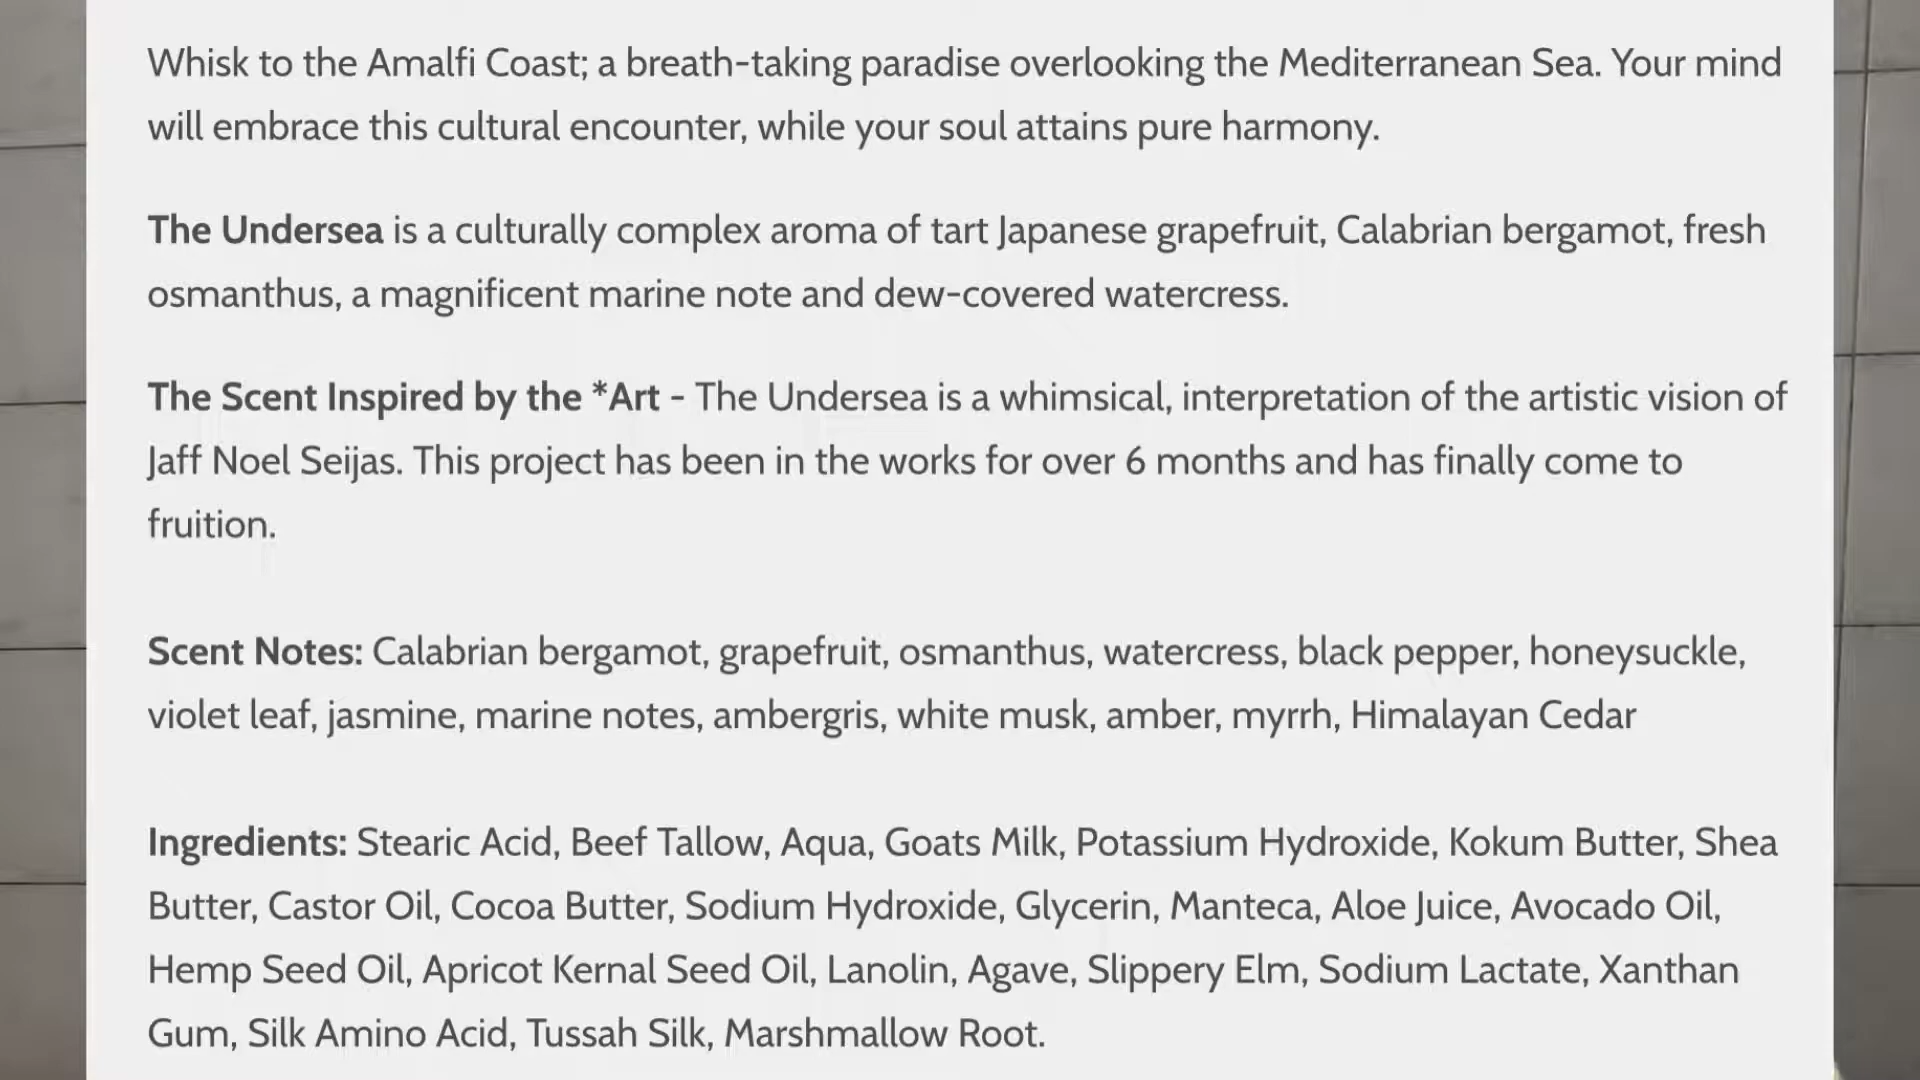 Whisk to the Amalfi Coast; a breath-taking paradise overlooking the Mediterranean Sea. Your mind
will embrace this cultural encounter, while your soul attains pure harmony.
The Undersea is a culturally complex aroma of tart Japanese grapefruit, Calabrian bergamot, fresh
osmanthus, a magnificent marine note and dew-covered watercress.
The Scent Inspired by the *Art - The Undersea is a whimsical, interpretation of the artistic vision of
Jaff Noel Seijas. This project has been in the works for over 6 months and has finally come to
fruition.
Scent Notes: Calabrian bergamot, grapefruit, osmanthus, watercress, black pepper, honeysuckle,
violet leaf, jasmine, marine notes, ambergris, white musk, amber, myrrh, Himalayan Cedar
Ingredients: Stearic Acid, Beef Tallow, Aqua, Goats Milk, Potassium Hydroxide, Kokum Butter, Shea
Butter, Castor Oil, Cocoa Butter, Sodium Hydroxide, Glycerin, Manteca, Aloe Juice, Avocado Oil,
Hemp Seed Oil, Apricot Kernal Seed Oil, Lanolin, Agave, Slippery Elm, Sodium Lactate, Xanthan
Gum, Silk Amino Acid, Tussah Silk, Marshmallow Root.